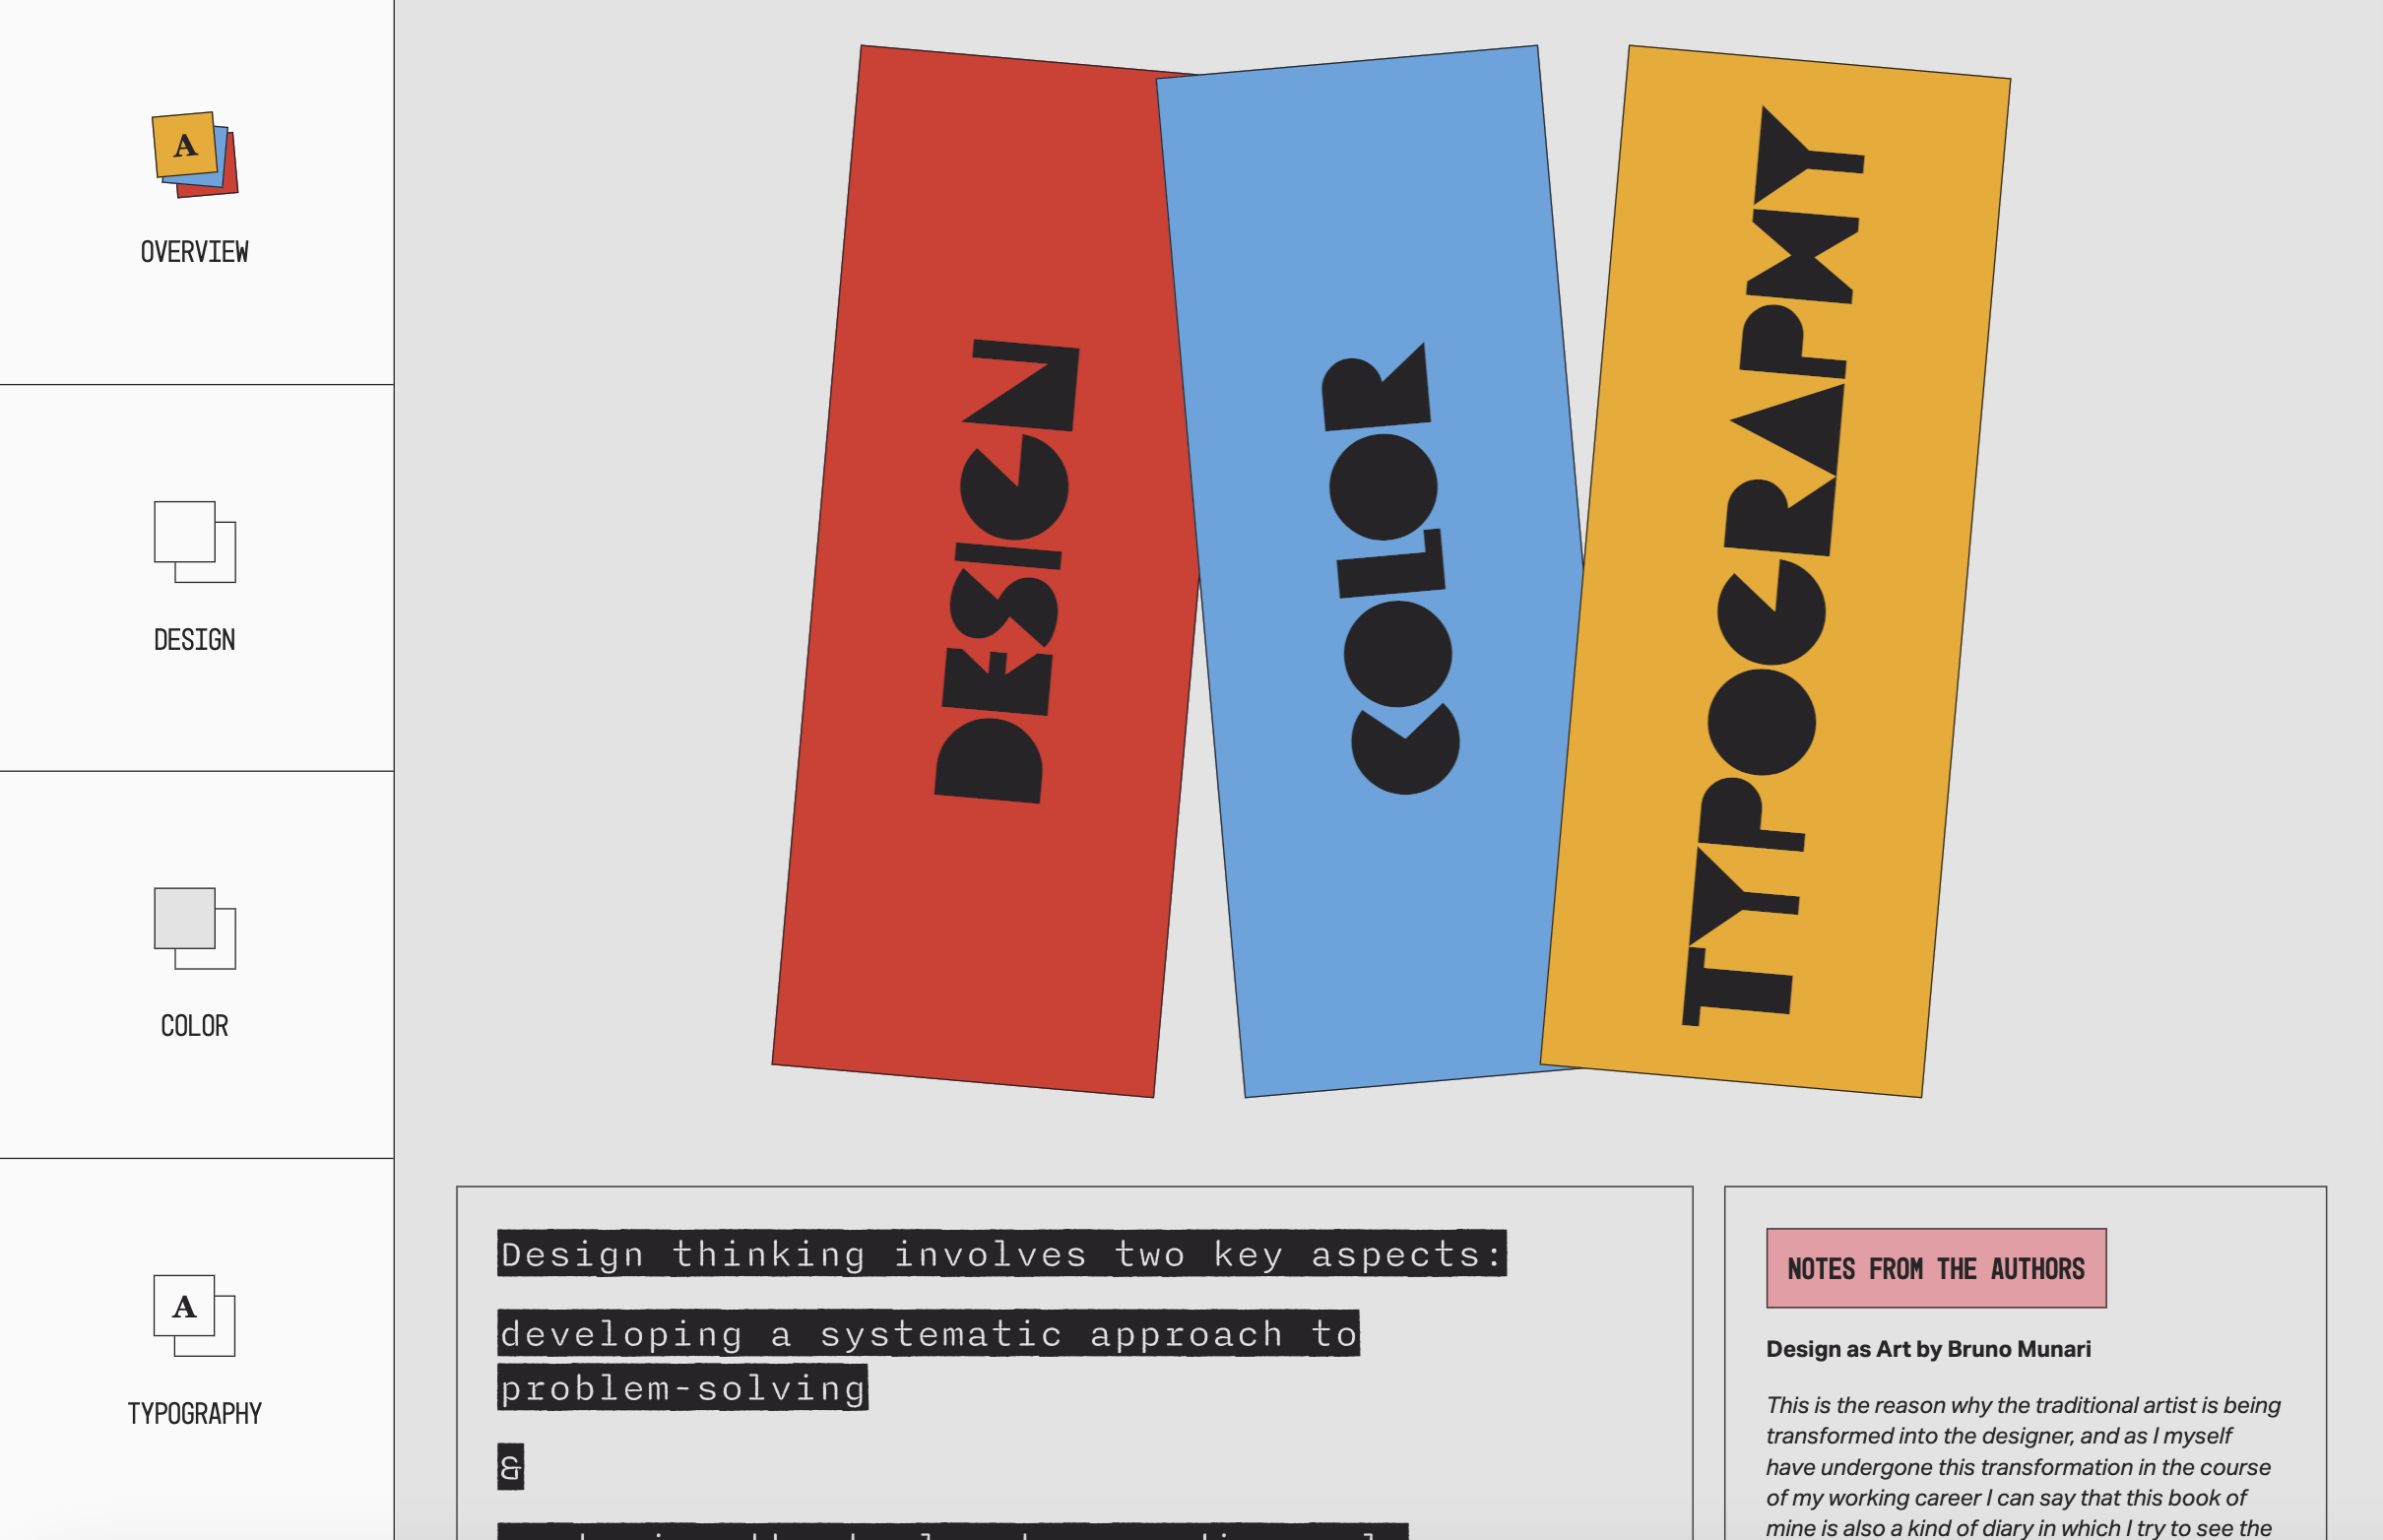 A
OVERVIEW
DESIGN
COLOR
A
TYPOGRAPHY
DESIGN
COLOR
TYPOGRAPHY
Design thinking involves two key aspects:
developing a systematic approach to
problem-solving
&
NOTES FROM THE AUTHORS
Design as Art by Bruno Munari
This is the reason why the traditional artist is being
transformed into the designer, and as I myself
have undergone this transformation in the course
of my working career I can say that this book of
mine is also a kind of diary in which I try to see the